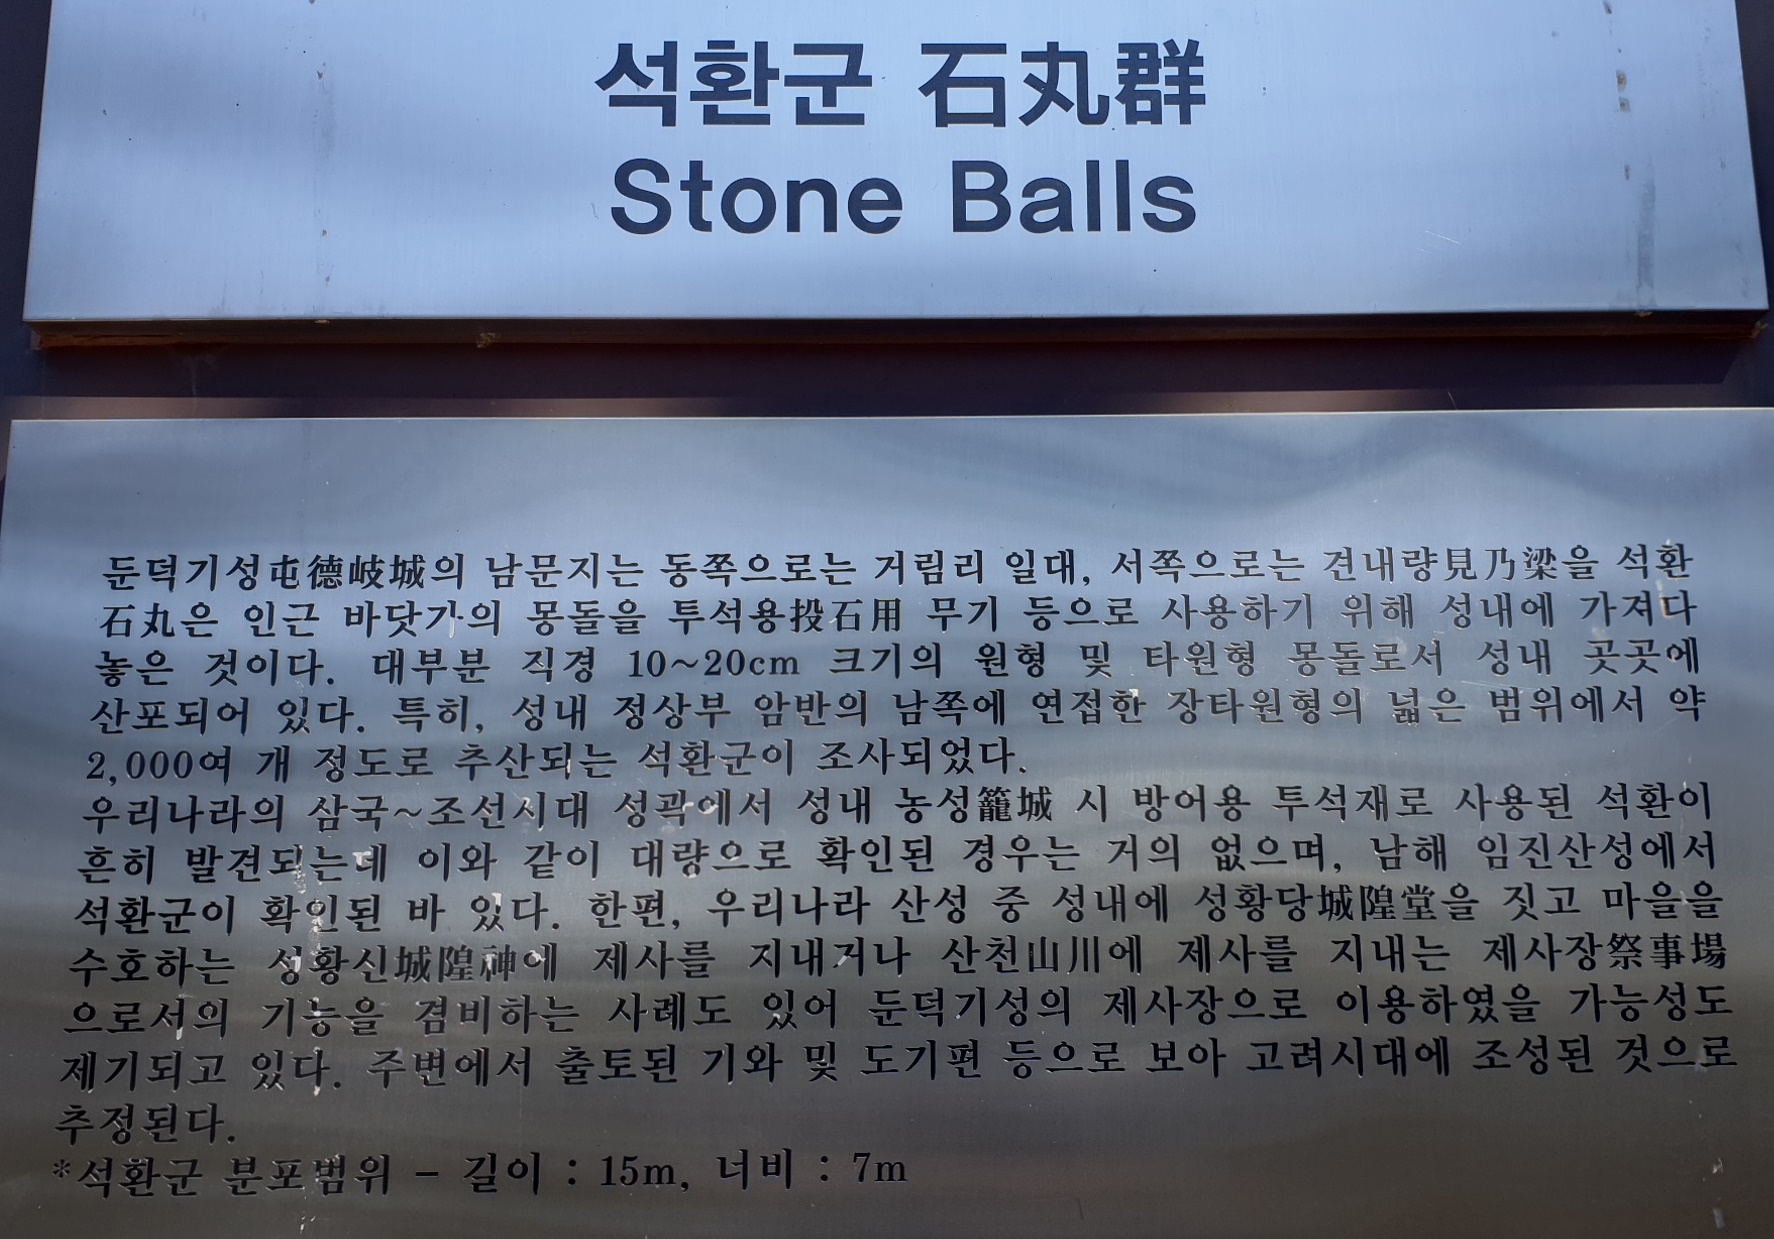 석환군 石丸群
Stone Balls
둔덕기성屯德岐城의 남문지는 동쪽으로는 거림리 일대, 서쪽으로는 견내량見乃梁을 석환
石丸은 인근 바닷가의 몽돌을 투석용投石用 무기 등으로 사용하기 위해 성내에 가져다
놓은 것이다. 대부분 직경 10~20cm 크기의 원형 및 타원형 몽돌로서 성내 곳곳에
산포되어 있다. 특히, 성내 정상부 암반의 남쪽에 연접한 장타원형의 넓은 범위에서 약
2,000여 개 정도로 추산되는 석환군이 조사되었다.
우리나라의 삼국~조선시대 성곽에서 성내 농성籠城 시 방어용 투석재로 사용된 석환이
흔히 발견되는데 이와 같이 대량으로 확인된 경우는 거의 없으며, 남해 임진산성에서
석환군이 확인된 바 있다. 한편, 우리나라 산성 중 성내에 성황당城隍堂을 짓고 마을을
수호하는 성황신城隍神에 제사를 지내거나 산천山川에 제사를 지내는 제사장祭事場
으로서의 기능을 겸비하는 사례도 있어 둔덕기성의 제사장으로 이용하였을 가능성도
제기되고 있다. 주변에서 출토된 기와 및 도기편 등으로 보아 고려시대에 조성된 것으로
추정된다.
*석환군 분포범위 - 길이 : 15m, 너비 : 7m